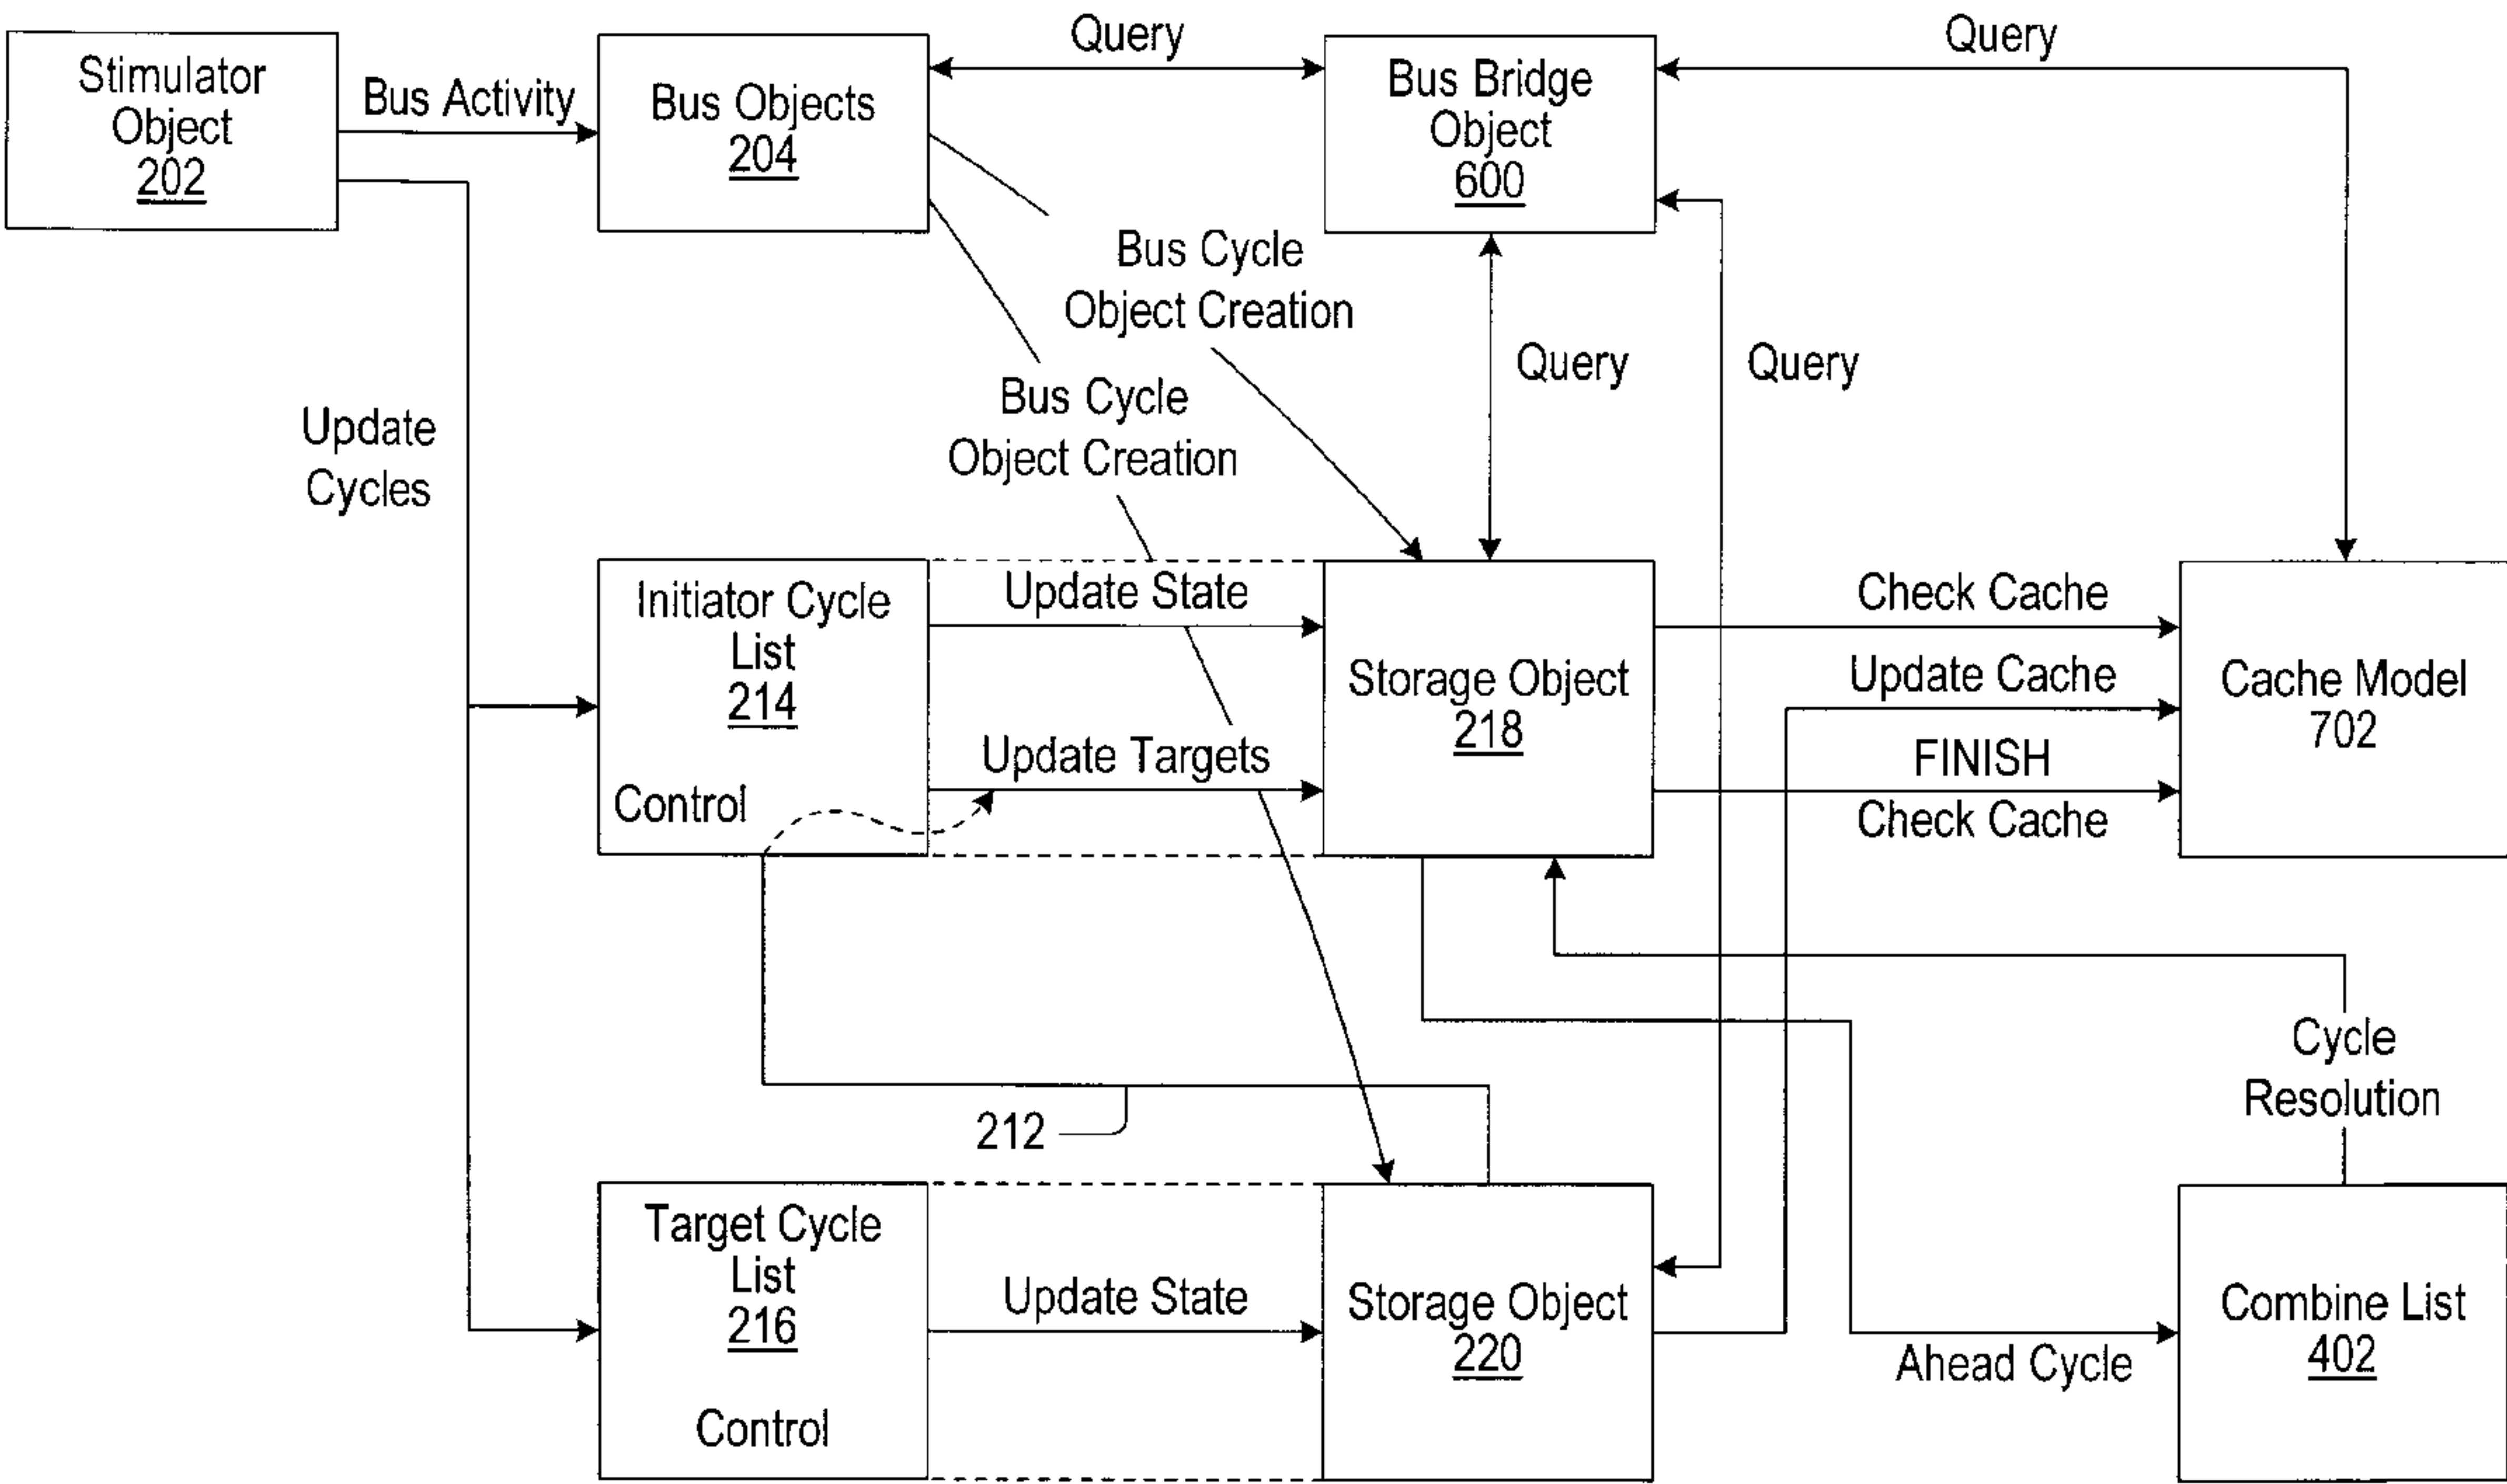 Stimulator
Object
202
Bus Activity
Bus Objects
204
Query
Bus Bridge
Object
600
Query
Bus Cycle
Object Creation
Bus Cycle
Object Creation
Query
Query
Update
Cycles
Initiator Cycle
List
214
Control
Update State
Update Targets
Storage Object
218
Check Cache
Update Cache
FINISH
Check Cache
Cache Model
702
212
Cycle
Resolution
Target Cycle
List
216
Control
Update State
Storage Object
220
Ahead Cycle
Combine List
402